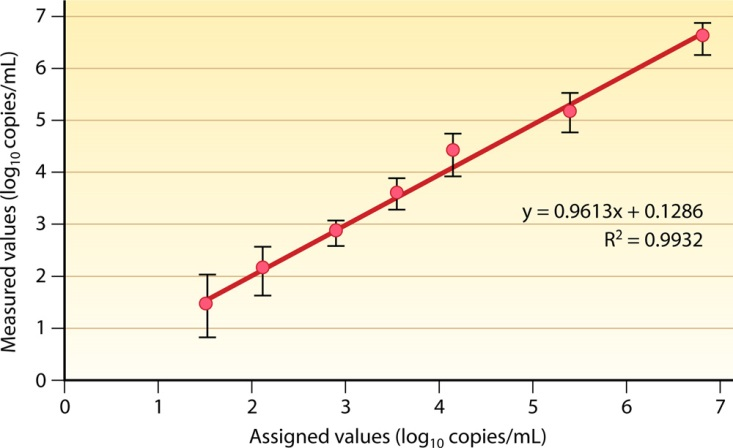 7
6
5
4
3
2
1
0
Measured values (log₁₀ copies/mL)
y = 0.9613x + 0.1286
R² = 0.9932
0 1 2 3 4 5 6 7
Assigned values (log₁₀ copies/mL)